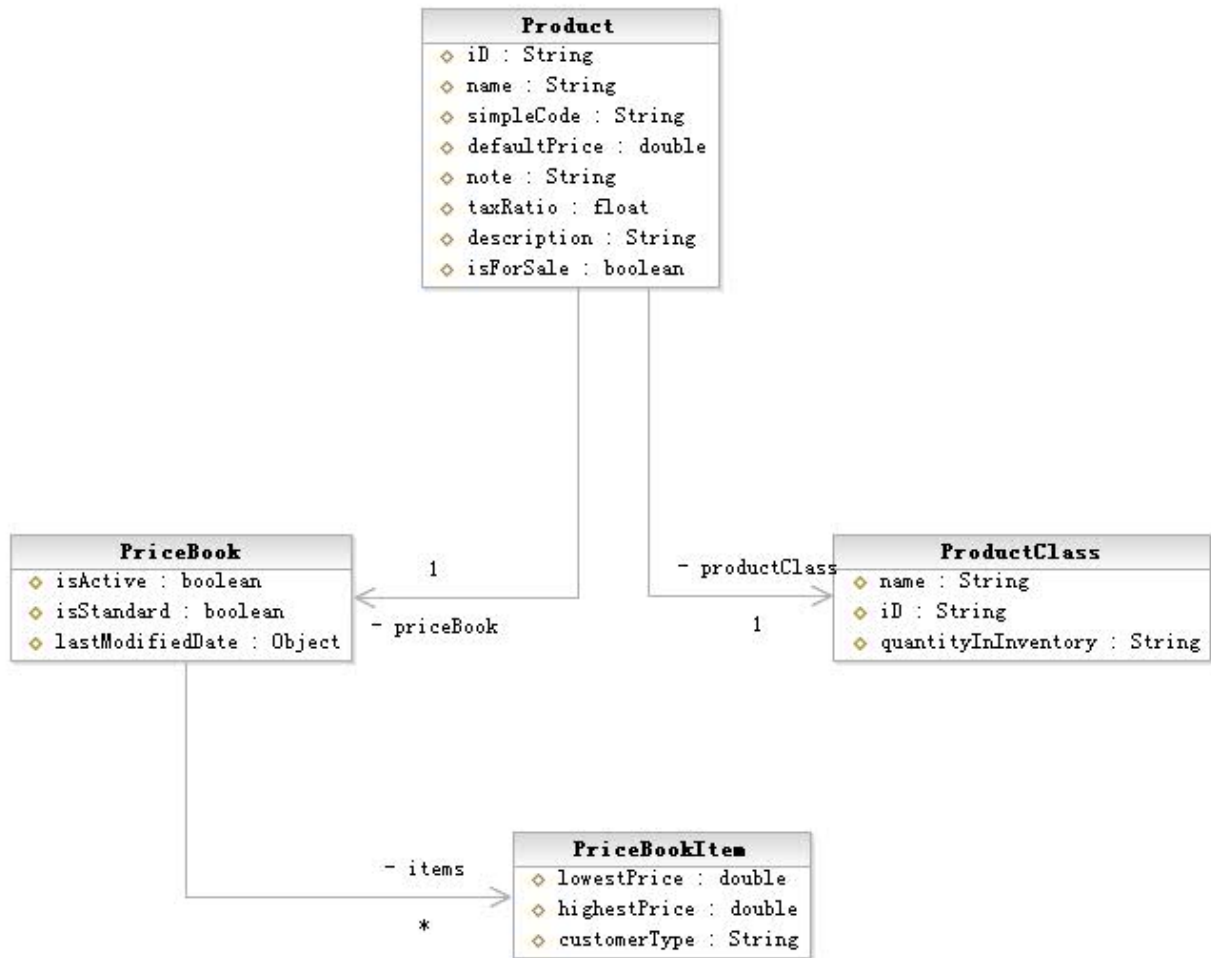 Product
iD : String
name : String
simpleCode : String
defaultPrice : double
note : String
taxRatio : float
description : String
isForSale : boolean
PriceBook
isActive : boolean
isStandard : boolean
lastModifiedDate : Object
1
- priceBook
- productClass
1
ProductClass
name : String
iD : String
quantityInInventory : String
- items
*
PriceBookItem
lowestPrice : double
highestPrice : double
customerType : String